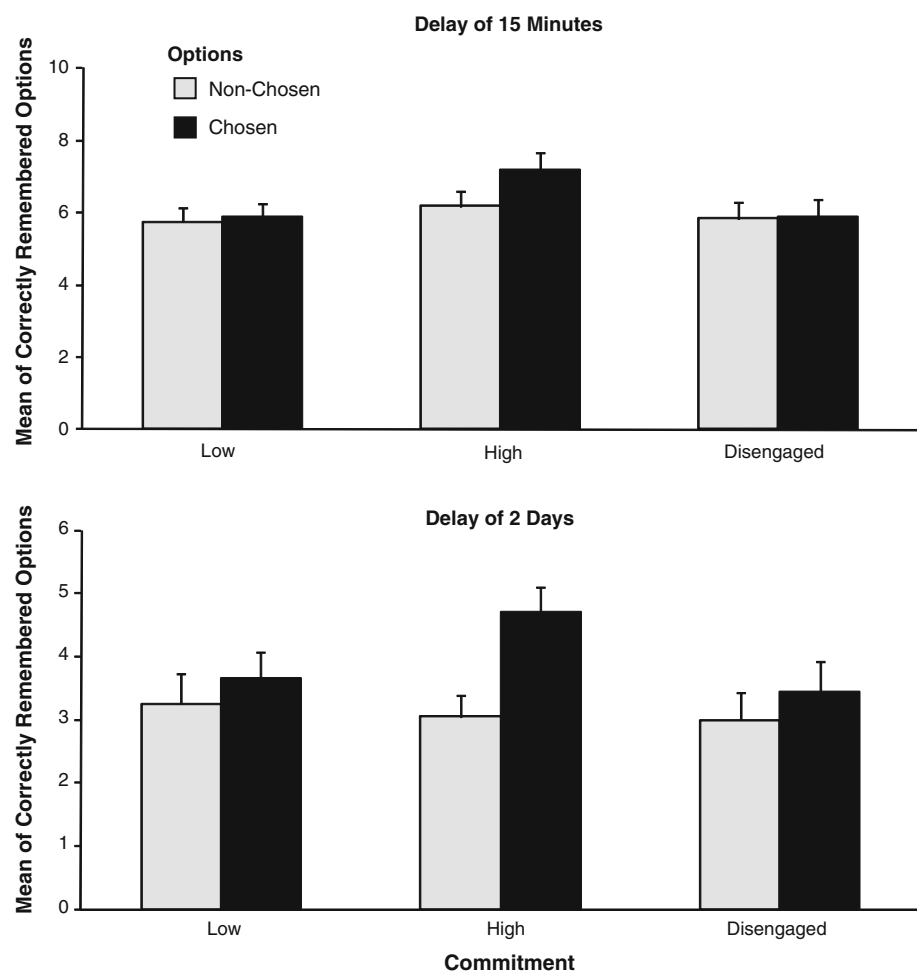 Delay of 15 Minutes
Options
Non-Chosen
Chosen
Mean of Correctly Remembered Options
10
8
6
4
2
0
Low
High
Disengaged
Delay of 2 Days
Mean of Correctly Remembered Options
6
5
4
3
2
1
0
Low
High
Disengaged
Commitment